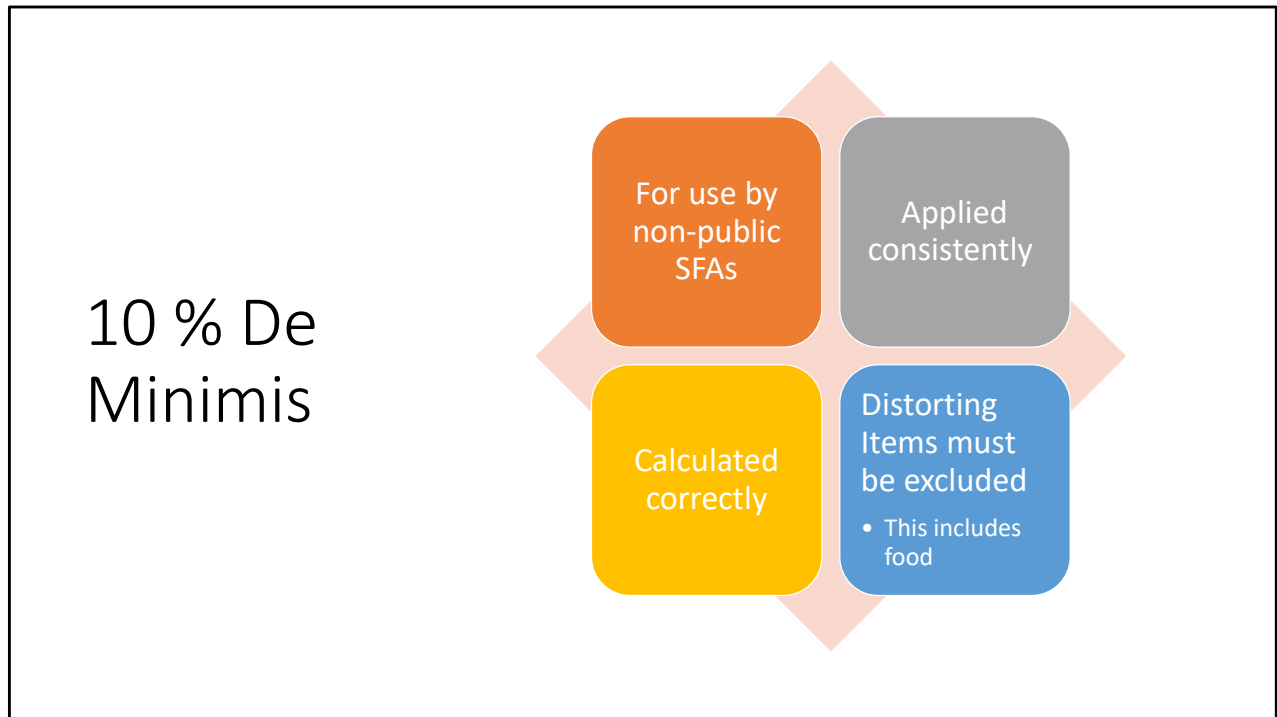 10 % De
Minimis
For use by
non-public
SFAs
Applied
consistently
Calculated
correctly
Distorting
Items must
be excluded
• This includes
food